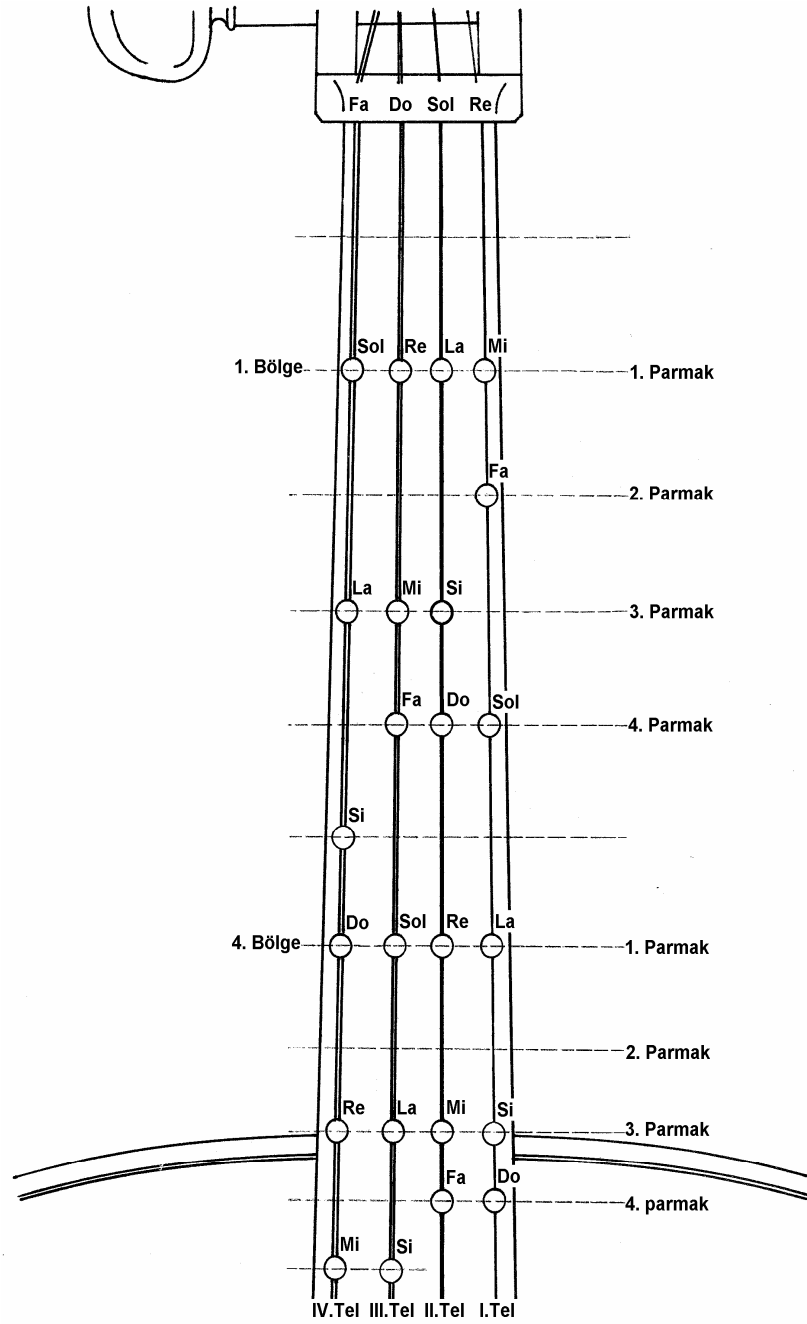 Fa Do Sol Re
Sol Re La Mi
1. Bölge 1. Parmak
Fa
2. Parmak
La Mi Si
3. Parmak
Fa Do Sol
4. Parmak
Si
Do Sol Re La
4. Bölge 1. Parmak
2. Parmak
Re La Mi Si
3. Parmak
Fa Do
4. parmak
Mi Si
IV.Tel III.Tel II.Tel I.Tel